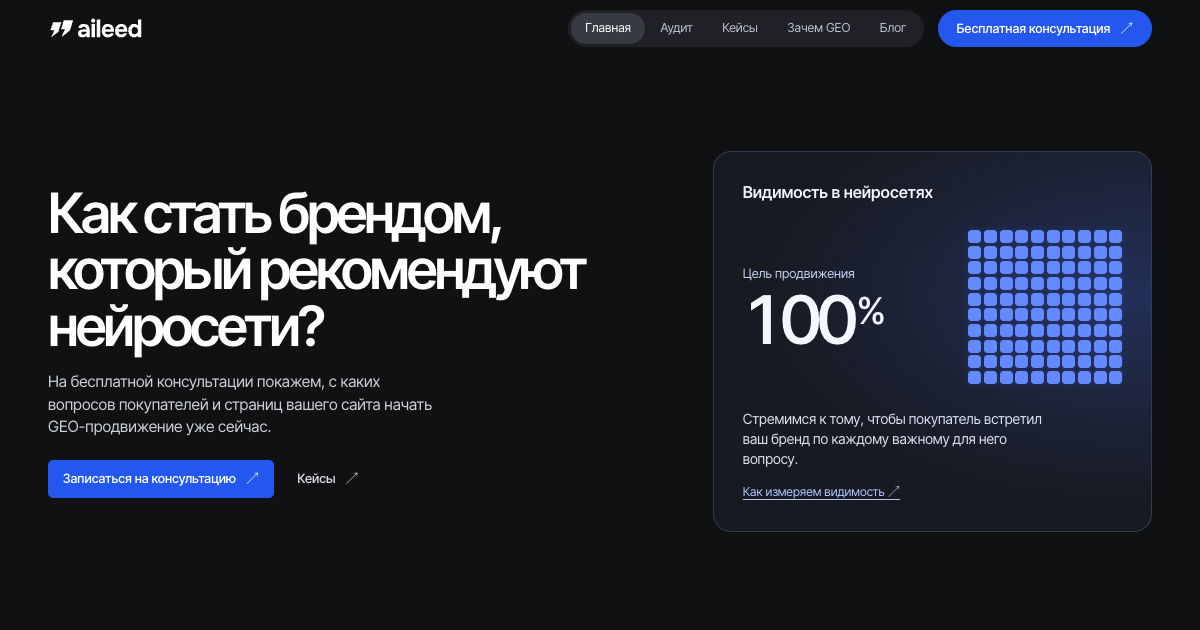 aileed
Главная
Аудит
Кейсы
Зачем GEO
Блог
Бесплатная консультация
Как стать брендом,
который рекомендуют
нейросети?
На бесплатной консультации покажем, с каких
вопросов покупателей и страниц вашего сайта начать
GEO-продвижение уже сейчас.
Записаться на консультацию
Кейсы
Видимость в нейросетях
Цель продвижения
100%
Стремимся к тому, чтобы покупатель встретил
ваш бренд по каждому важному для него
вопросу.
Как измеряем видимость